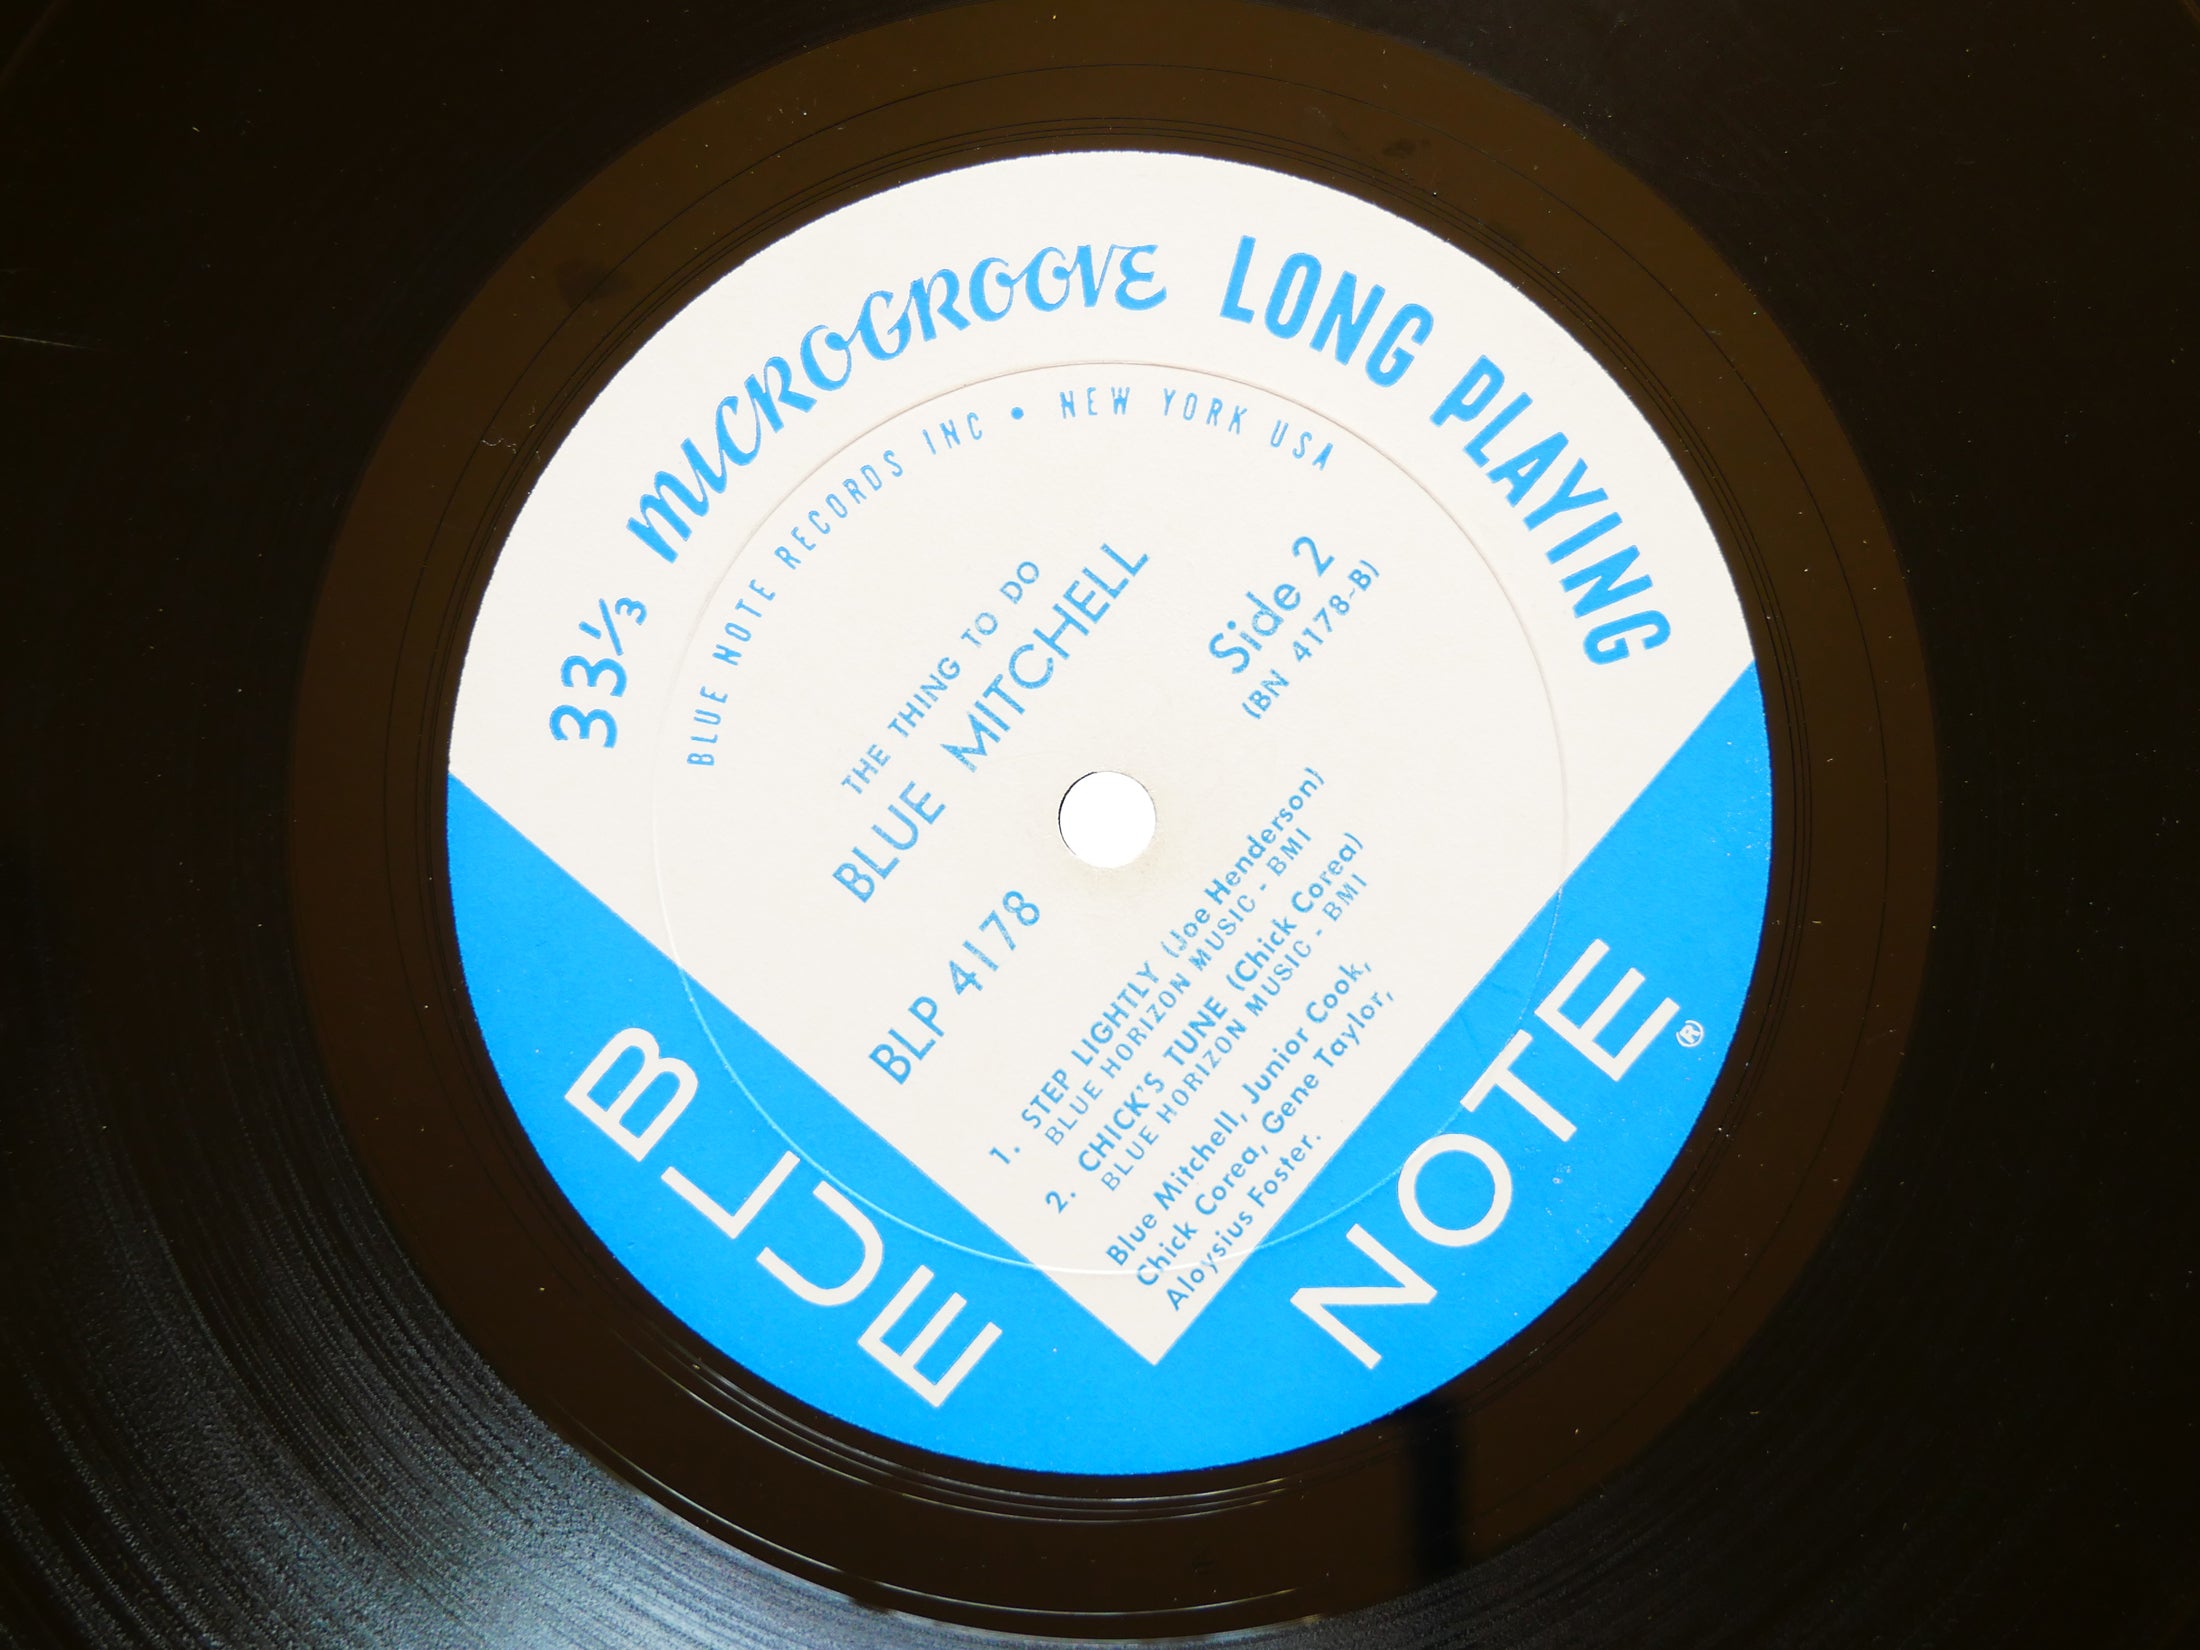 33⅓ MICROGROOVE LONG PLAYING
BLUE NOTE RECORDS INC • NEW YORK USA
THE THING TO DO
BLUE MITCHELL
BLP 4178
Side 2
(BN 4178-B)
1. STEP LIGHTLY (Joe Henderson)
BLUE HORIZON MUSIC - BMI
2. CHICK'S TUNE (Chick Corea)
BLUE HORIZON MUSIC - BMI
Blue Mitchell, Junior Cook,
Chick Corea, Gene Taylor,
Aloysius Foster.
BLUE NOTE®